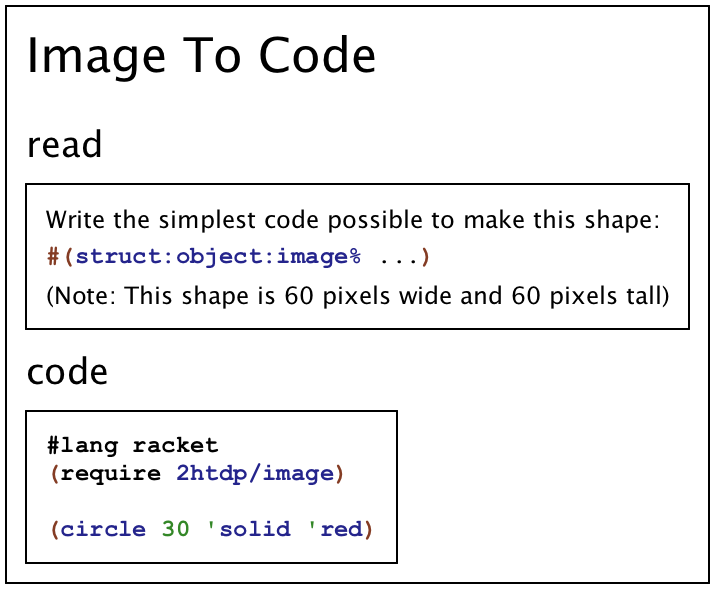 Image To Code
read
Write the simplest code possible to make this shape:
#(struct:object:image% ...)
(Note: This shape is 60 pixels wide and 60 pixels tall)
code
#lang racket
(require 2htdp/image)
(circle 30 'solid 'red)